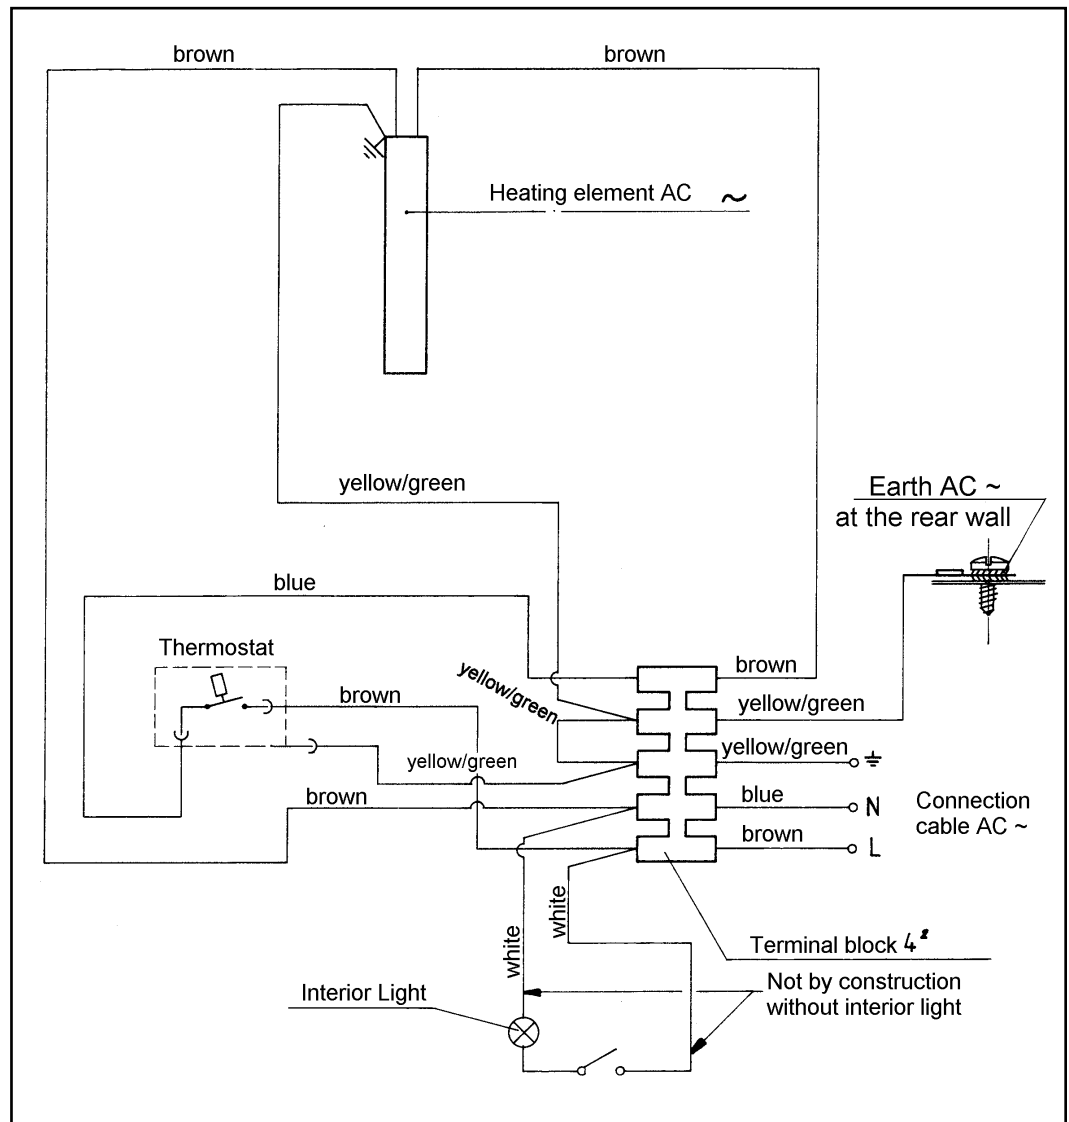 brown
brown
Heating element AC ~
yellow/green
Earth AC ~
at the rear wall
blue
Thermostat
brown
yellow/green
brown
yellow/green
yellow/green
yellow/green
brown
blue
N
Connection
cable AC ~
brown
L
white
white
Terminal block 4²
Not by construction
without interior light
Interior Light